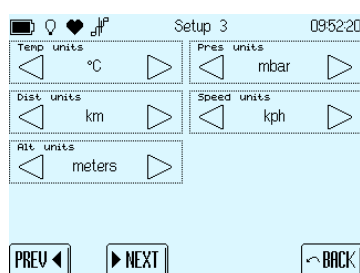 Setup 3 09:52:20
Temp units Pres units
°C mbar
Dist units Speed units
km kph
Alt units
meters
PREV NEXT BACK